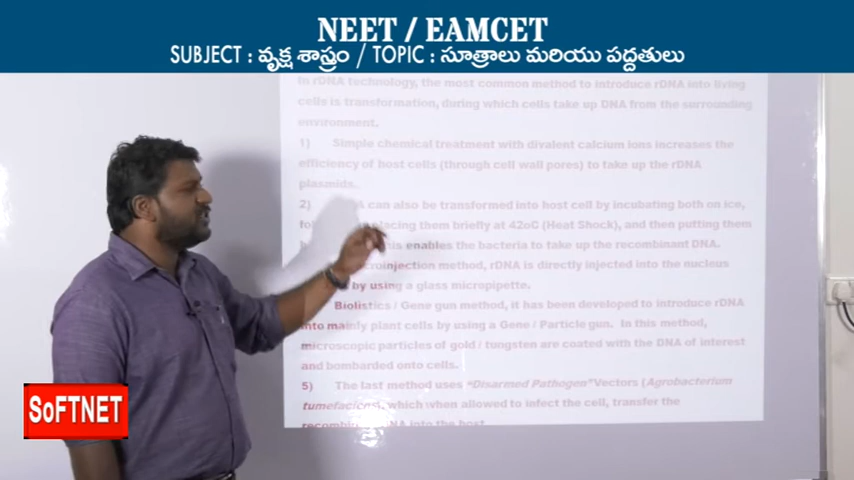 NEET / EAMCET
SUBJECT : వృక్ష శాస్త్రం / TOPIC : సూత్రాలు మరియు పద్దతులు
In rDNA technology, the most common method to introduce rDNA into living
cells is transformation, during which cells take up DNA from the surrounding
environment.
1) Simple chemical treatment with divalent calcium ions increases the
efficiency of host cells (through cell wall pores) to take up the rDNA
plasmids.
2) can also be transformed into host cell by incubating both on ice,
placing them briefly at 42oC (Heat Shock), and then putting them
enables the bacteria to take up the recombinant DNA.
method, rDNA is directly injected into the nucleus
by using a glass micropipette.
Biolistics / Gene gun method, it has been developed to introduce rDNA
into mainly plant cells by using a Gene / Particle gun. In this method,
microscopic particles of gold / tungsten are coated with the DNA of interest
and bombarded onto cells.
5) The last method uses “Disarmed Pathogen” Vectors (Agrobacterium
which when allowed to infect the cell, transfer the
into the host
SoFTNET